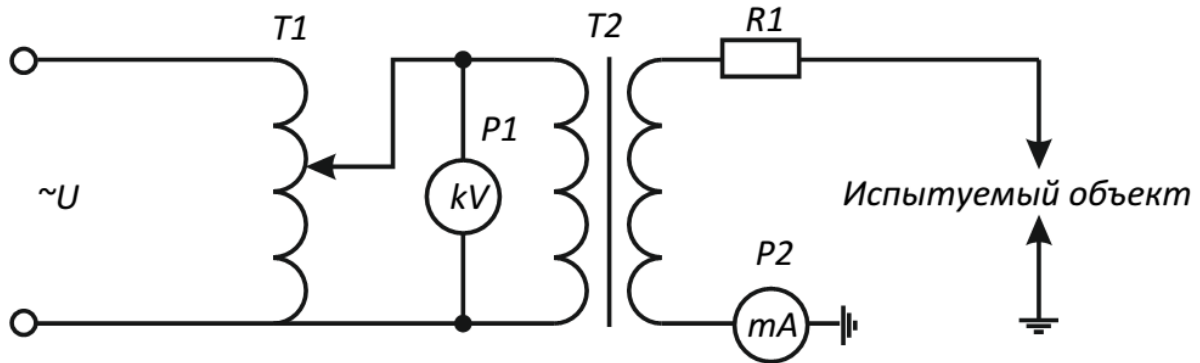 T1
T2
R1
P1
kV
~U
Испытуемый объект
P2
mA